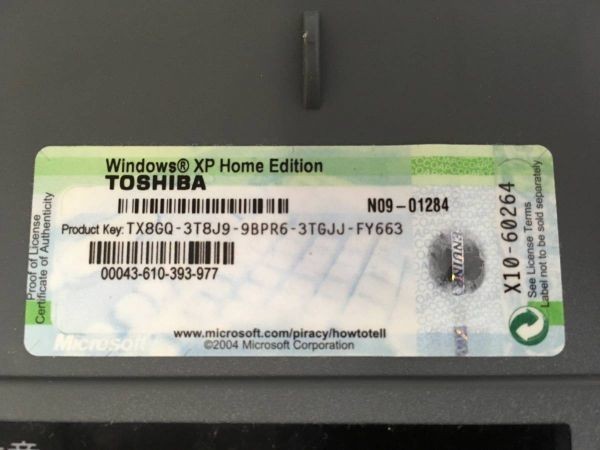 Windows® XP Home Edition
TOSHIBA
N09-01284
Product Key: TX8GQ-3T8J9-9BPR6-3TGJJ-FY663
00043-610-393-977
Proof of License
Certificate of Authenticity
Microsoft
www.microsoft.com/piracy/howtotell
©2004 Microsoft Corporation
GENUINE
X10-60264
See License Terms
Label not to be sold separately
意